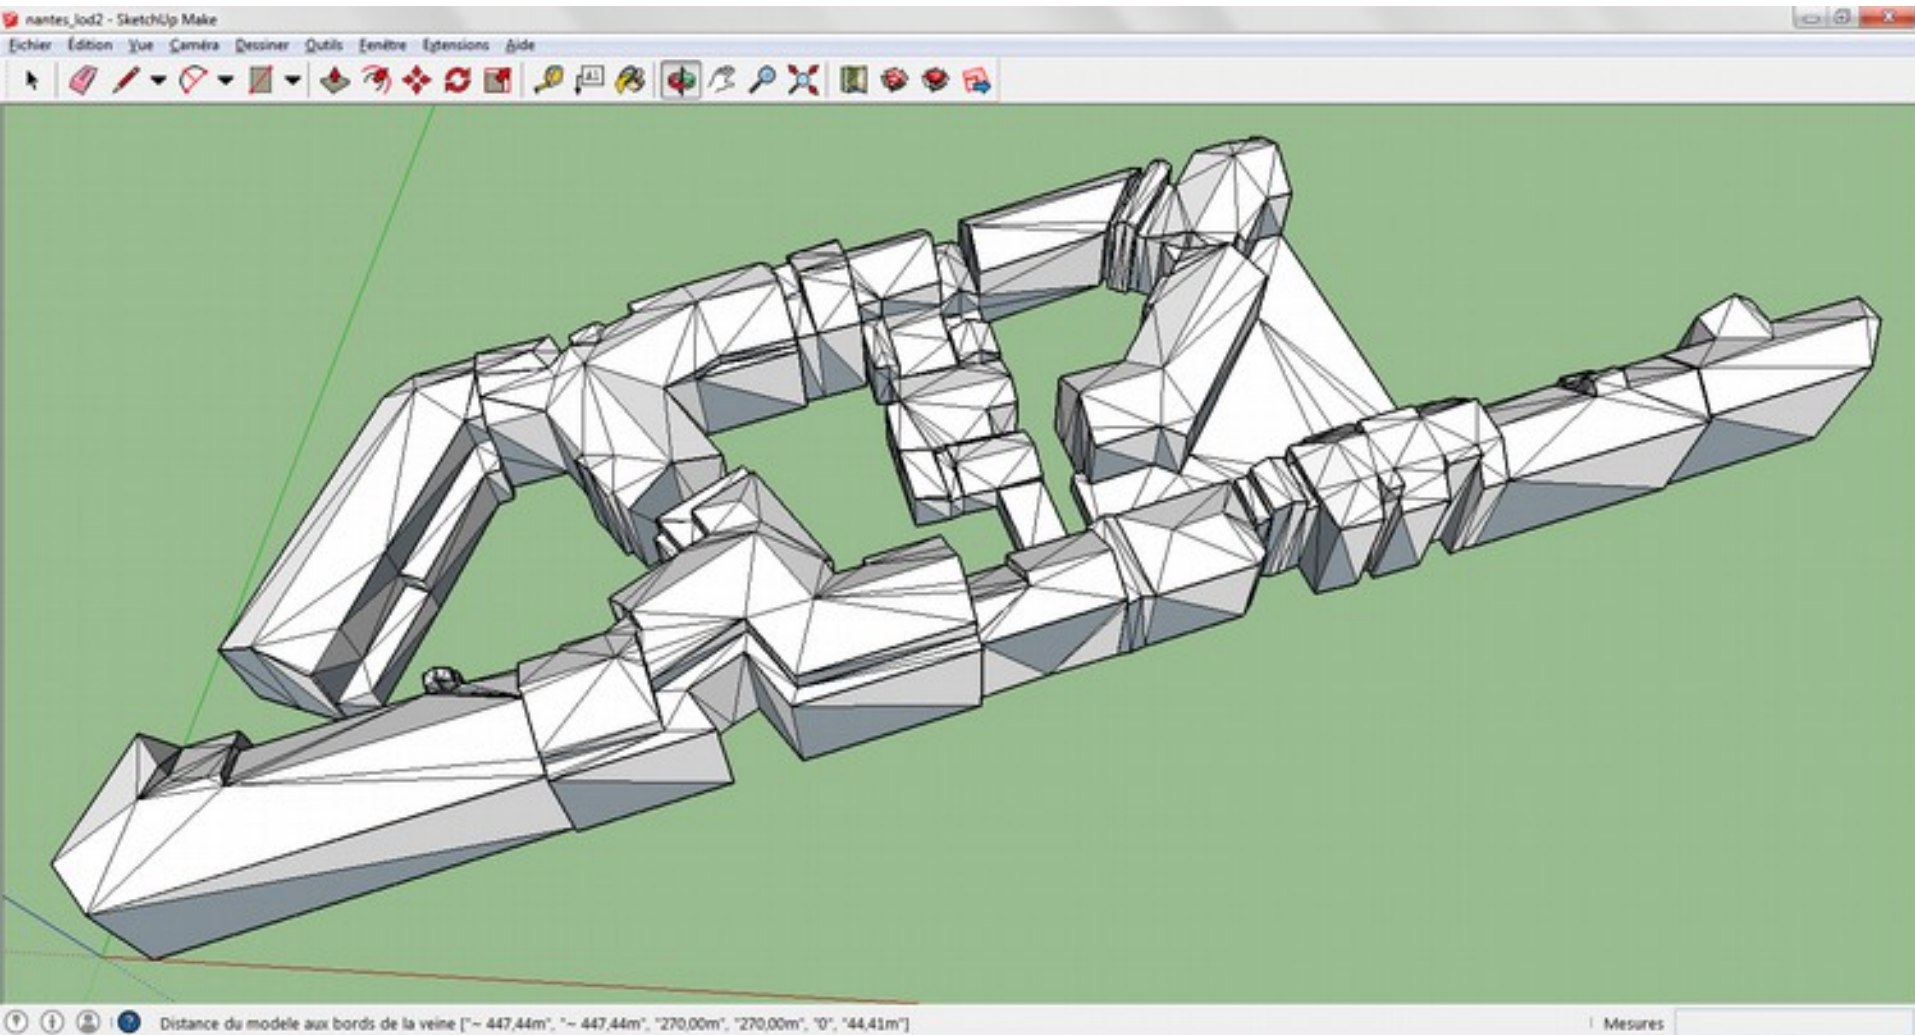 nantes_lod2 - SketchUp Make
Fichier Édition Vue Caméra Dessiner Outils Fenêtre Extensions Aide
A1
Distance du modele aux bords de la veine ["~ 447,44m", "~ 447,44m", "270,00m", "270,00m", "0", "44,41m"]
Mesures